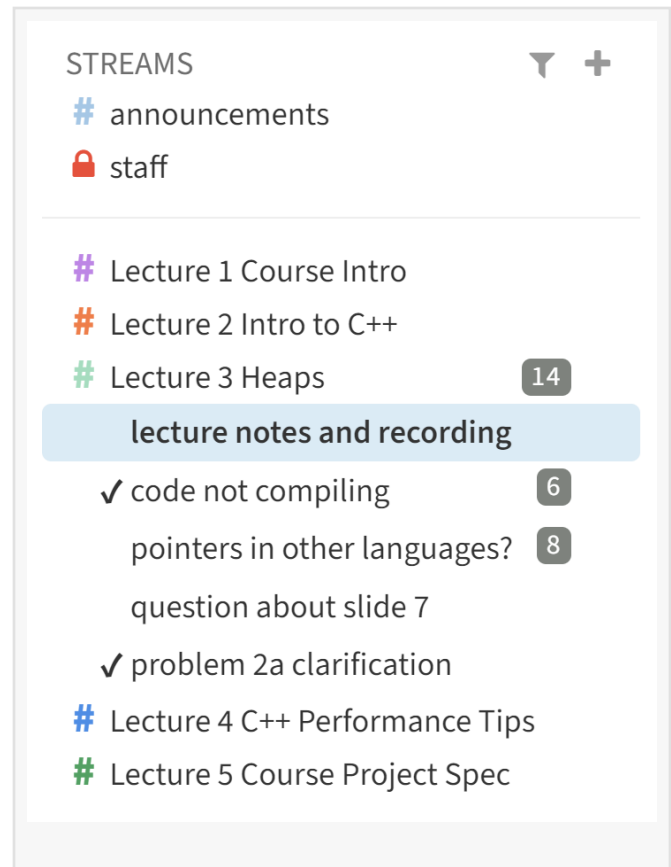 STREAMS
# announcements
staff
# Lecture 1 Course Intro
# Lecture 2 Intro to C++
# Lecture 3 Heaps 14
lecture notes and recording
✓ code not compiling 6
pointers in other languages? 8
question about slide 7
✓ problem 2a clarification
# Lecture 4 C++ Performance Tips
# Lecture 5 Course Project Spec